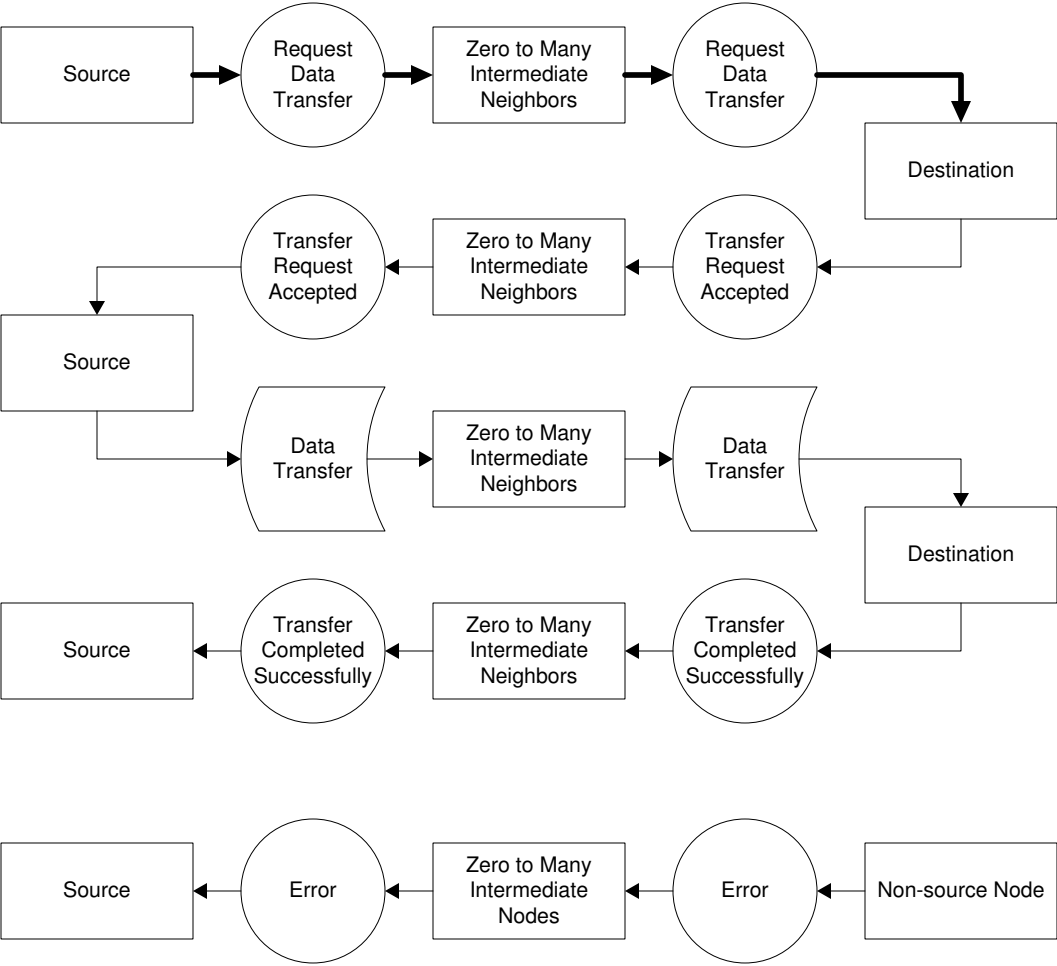 Source
Request
Data
Transfer
Zero to Many
Intermediate
Neighbors
Request
Data
Transfer
Destination
Transfer
Request
Accepted
Zero to Many
Intermediate
Neighbors
Transfer
Request
Accepted
Source
Data
Transfer
Zero to Many
Intermediate
Neighbors
Data
Transfer
Destination
Source
Transfer
Completed
Successfully
Zero to Many
Intermediate
Neighbors
Transfer
Completed
Successfully
Source
Error
Zero to Many
Intermediate
Nodes
Error
Non-source Node